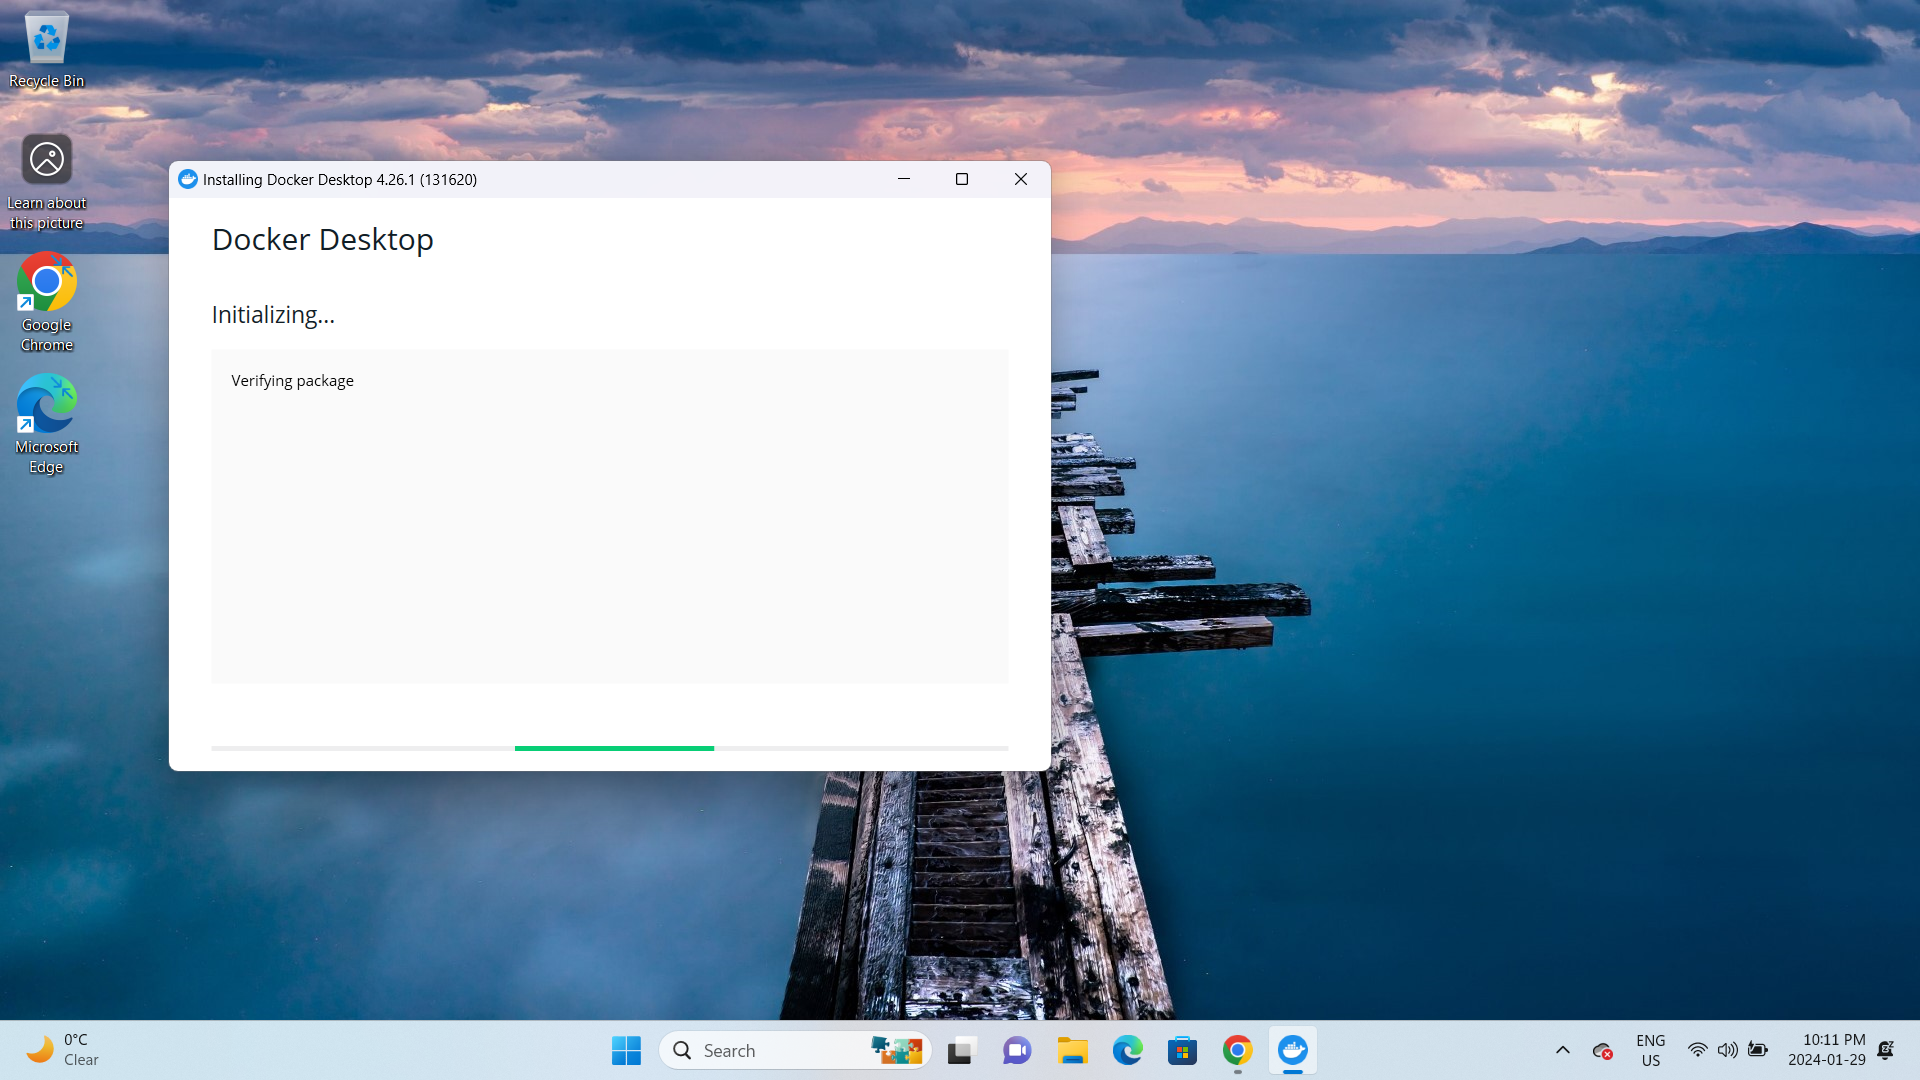 Recycle Bin
Learn about
this picture
Google
Chrome
Microsoft
Edge
Installing Docker Desktop 4.26.1 (131620)
Docker Desktop
Initializing...
Verifying package
0°C
Clear
Search
ENG
US
10:11 PM
2024-01-29